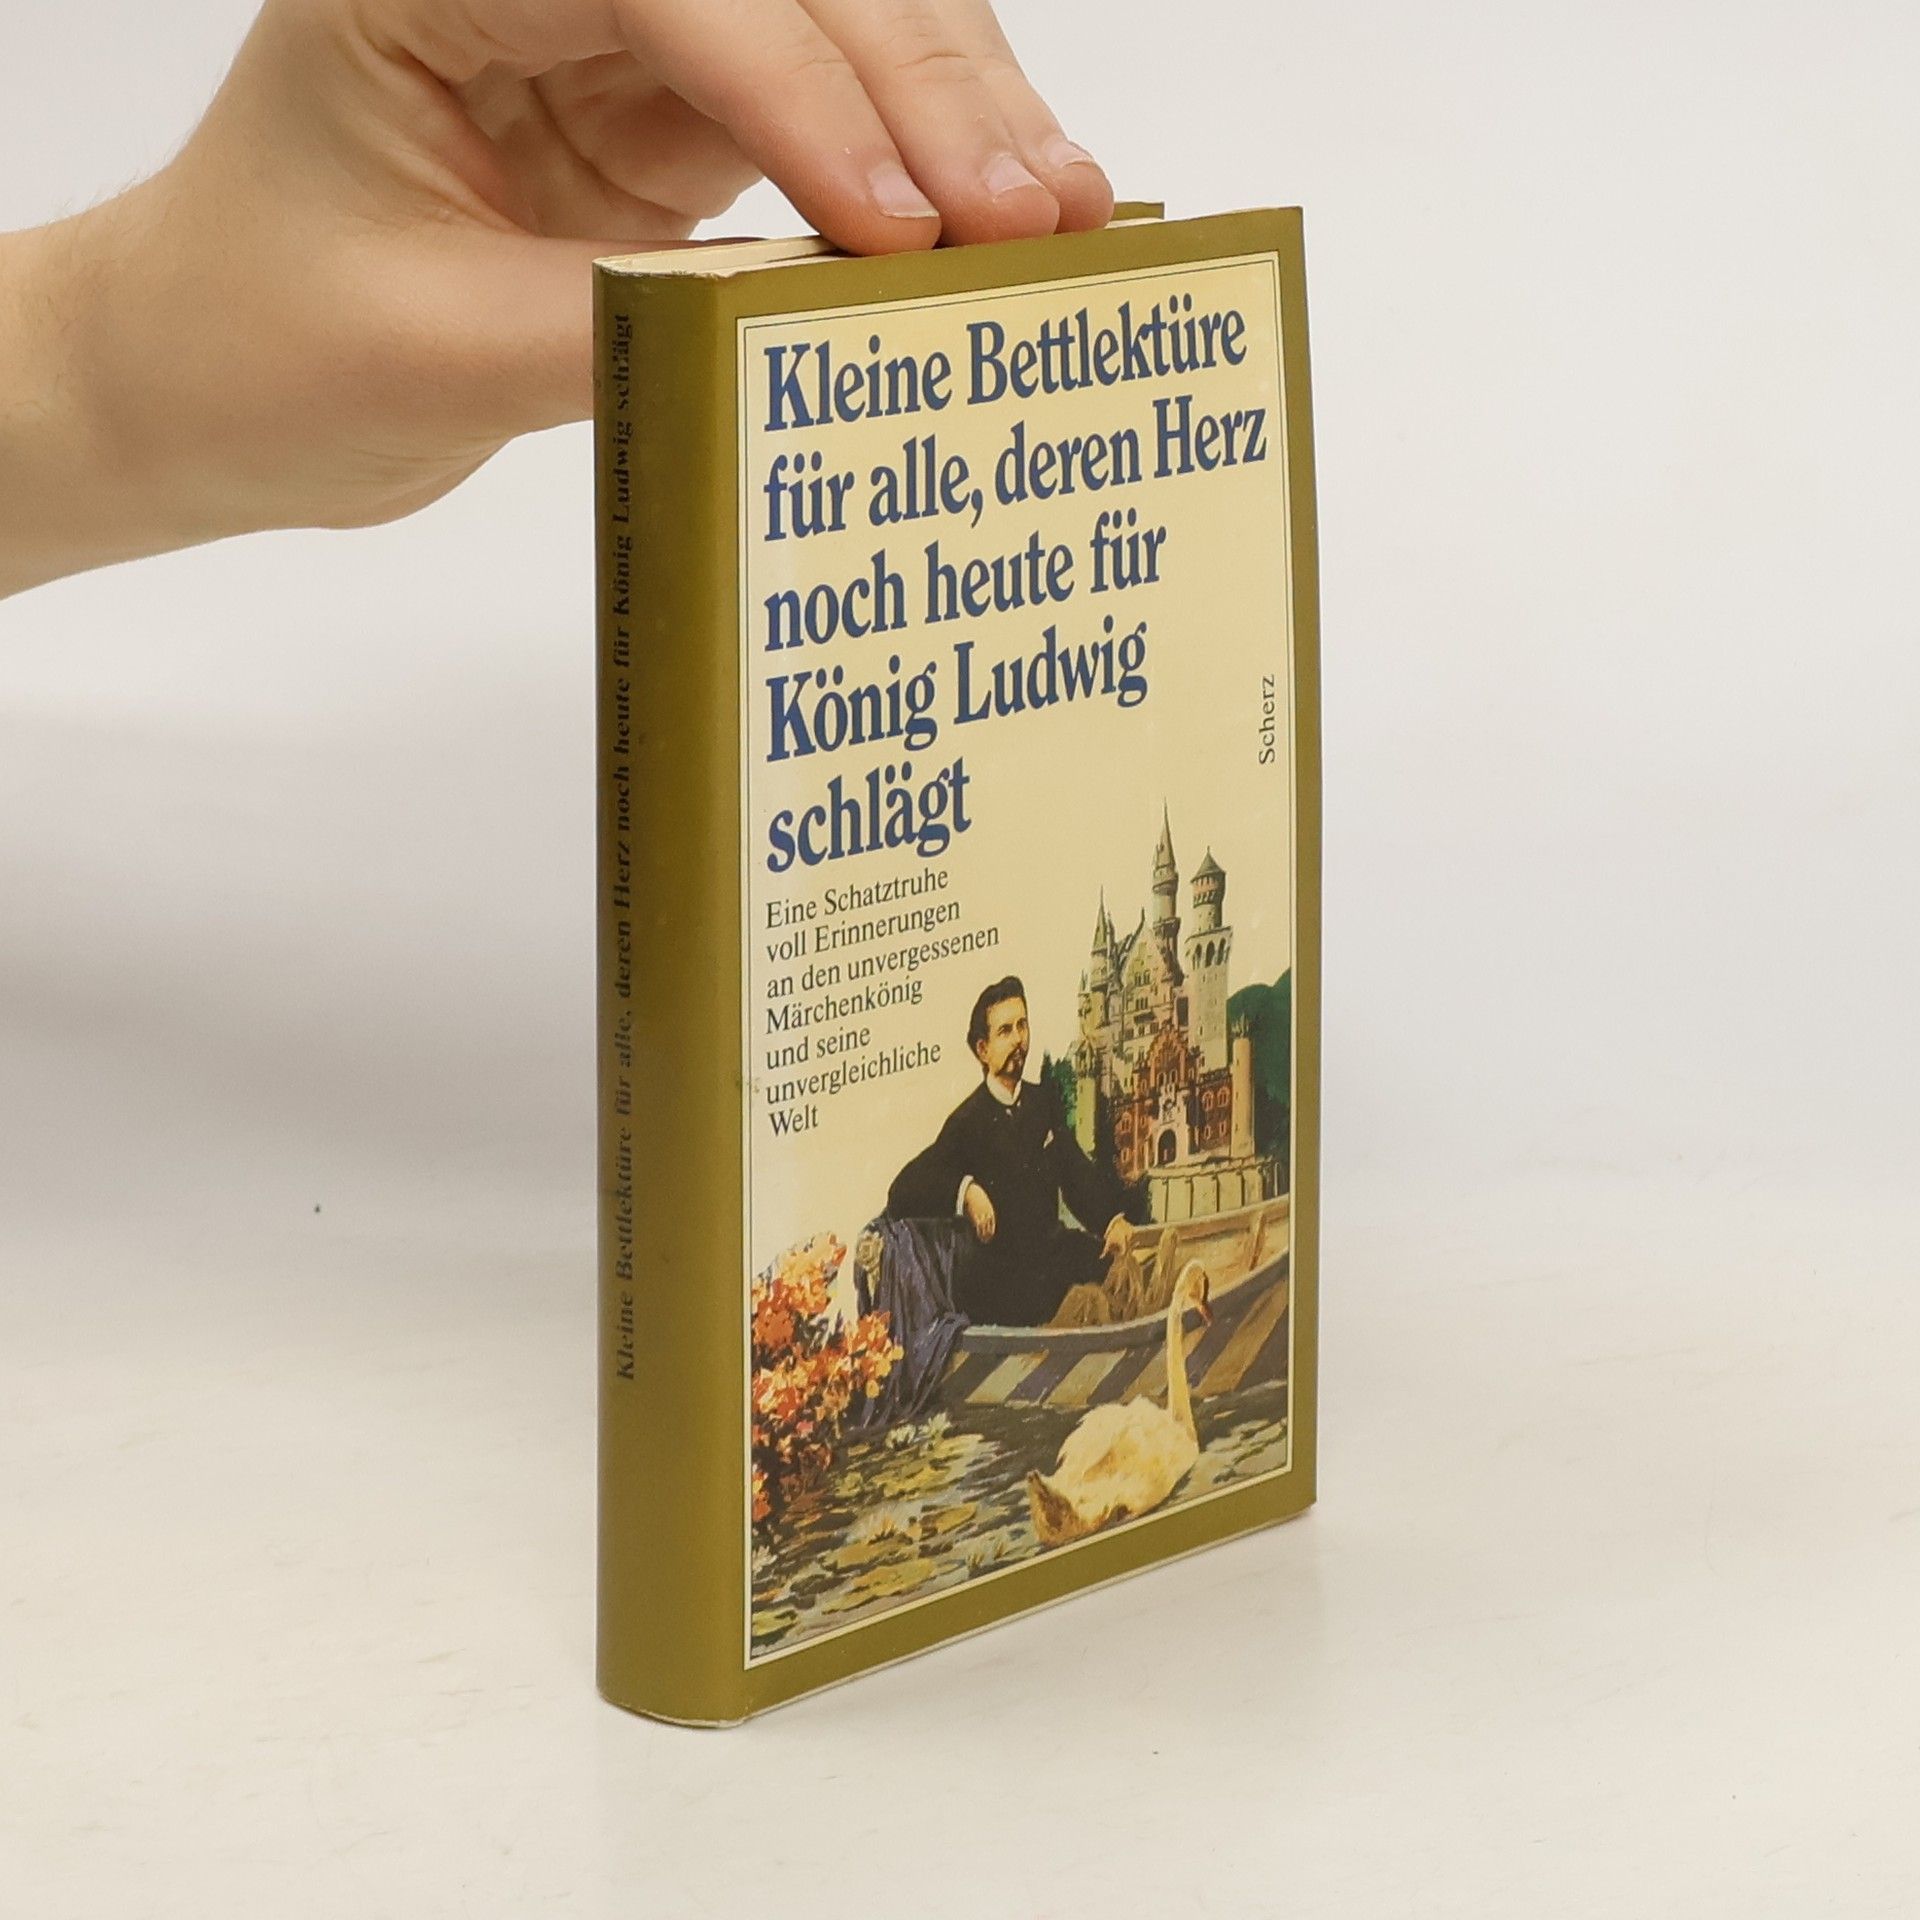 Kleine Bettlektüre für alle, deren Herz noch heute für König Ludwig schlägt
Kleine Bettlektüre
für alle, deren Herz
noch heute für
König Ludwig
schlägt
Eine Schatztruhe
voll Erinnerungen
an den unvergessenen
Märchenkönig
und seine
unvergleichliche
Welt
Scherz